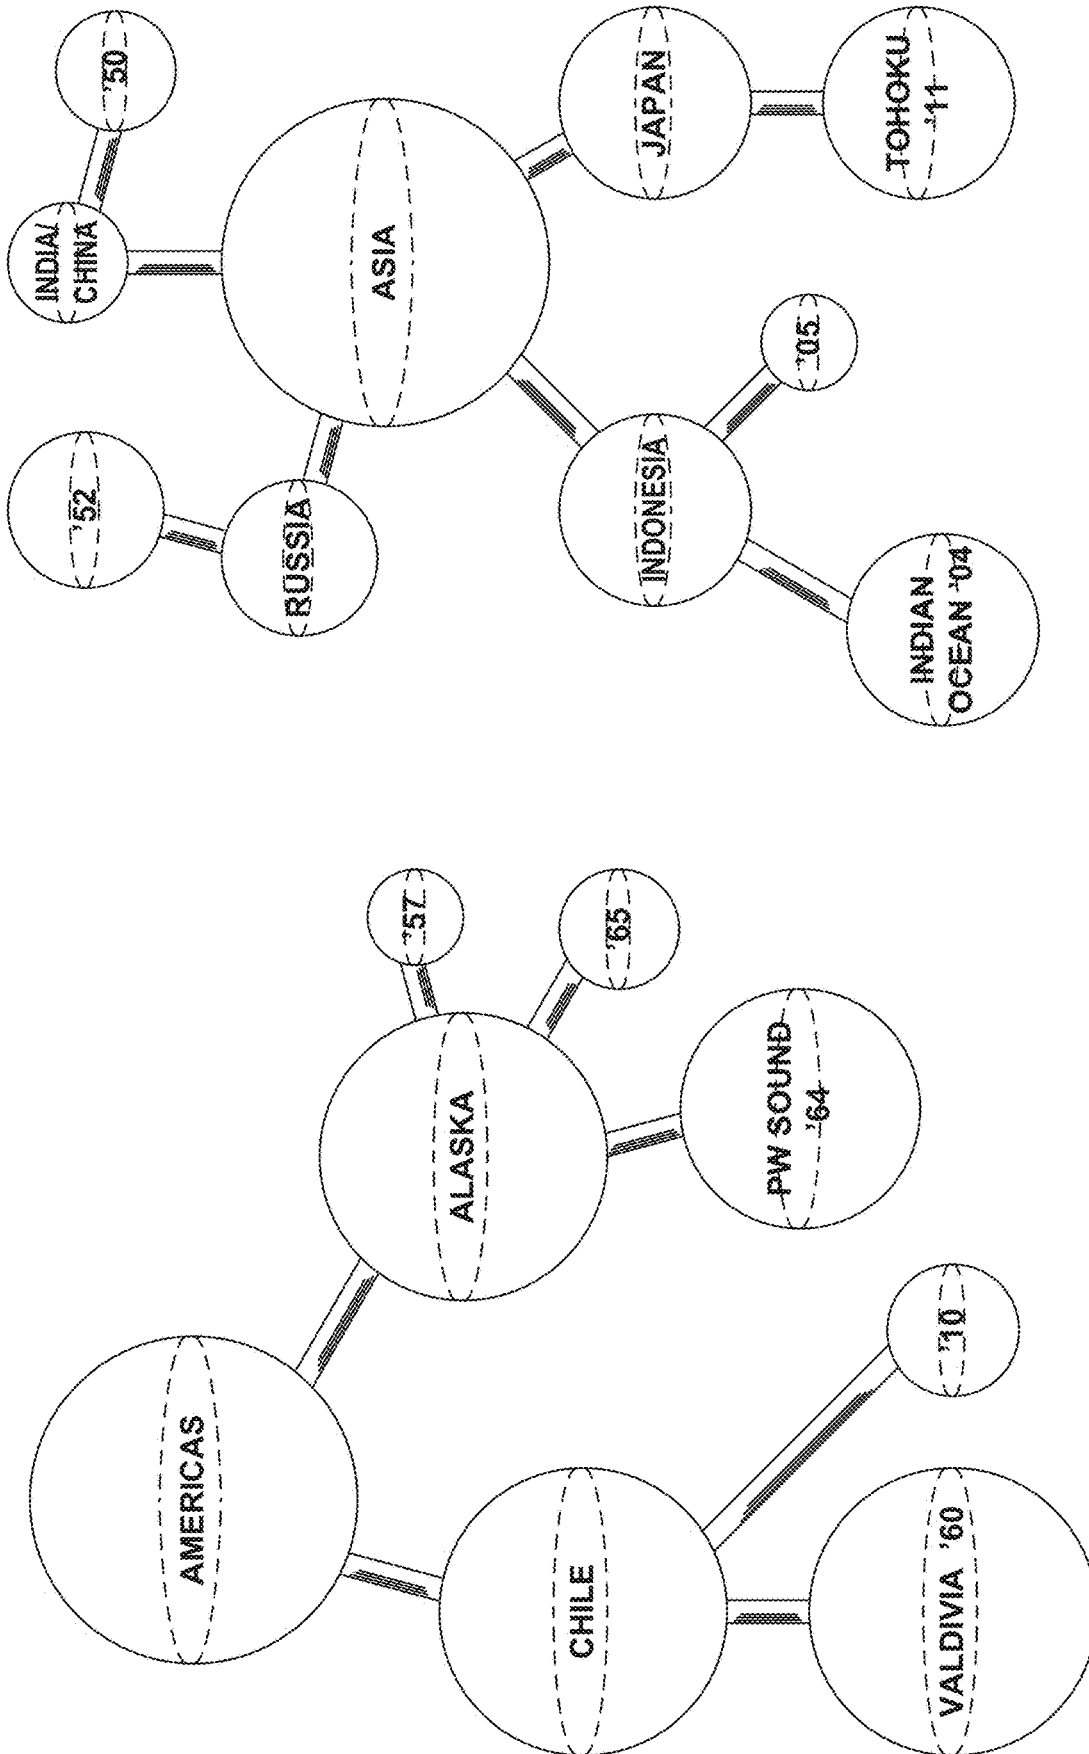 AMERICAS
ALASKA
'57
'65
PW SOUND
'64
CHILE
VALDIVIA '60
'10
INDIA/
CHINA
'50
ASIA
'52
RUSSIA
INDONESIA
'05
INDIAN
OCEAN '04
JAPAN
TOHOKU
'11